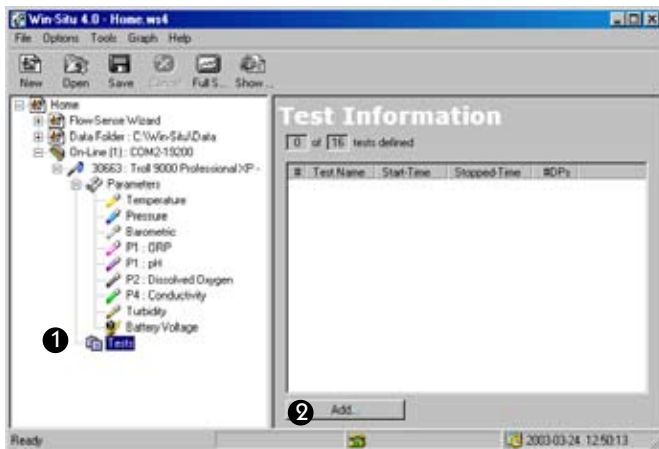 Win-Situ 4.0 - Home.ws4
File Options Tools Graph Help
New Open Save Cancel Full S... Show ...
Home
Flow-Sense Wizard
Data Folder : C:\Win-Situ\Data
On-Line (1) : COM2-19200
30663 : Troll 9000 Professional XP -
Parameters
Temperature
Pressure
Barometric
P1 : ORP
P1 : pH
P2 : Dissolved Oxygen
P4 : Conductivity
Turbidity
Battery Voltage
1 Tests
Test Information
0 of 16 tests defined
# Test Name Start-Time Stopped-Time #DPs
2 Add...
Ready 2003-03-24 12:50:13